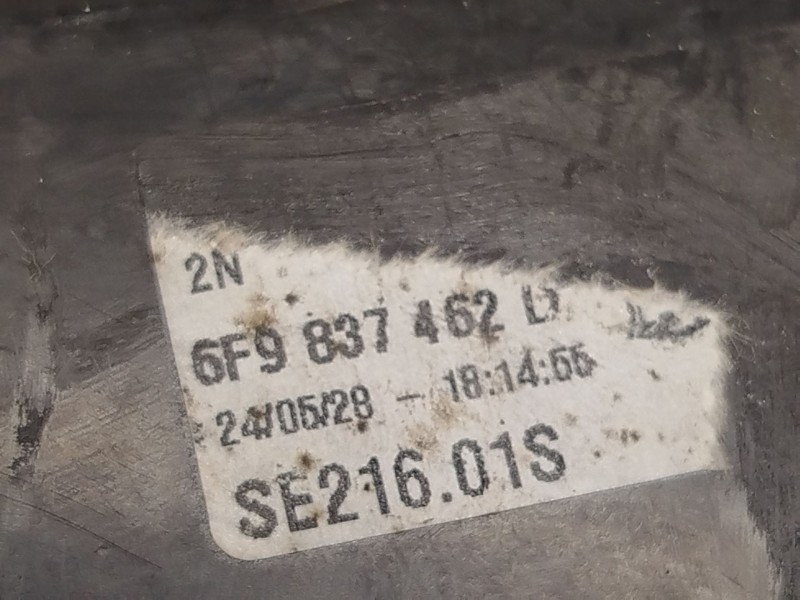 2N
6F9 837 462 D
24/05/28 - 18:14:55
SE216.01S